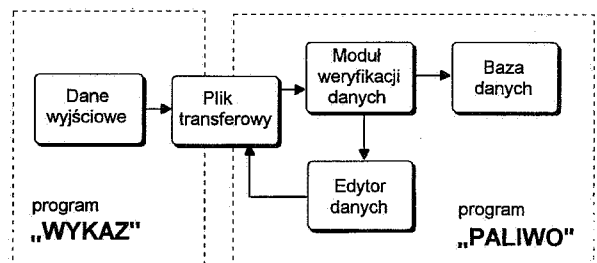 Dane
wyjściowe
Plik
transferowy
Moduł
weryfikacji
danych
Baza
danych
Edytor
danych
program
„WYKAZ"
program
„PALIWO"